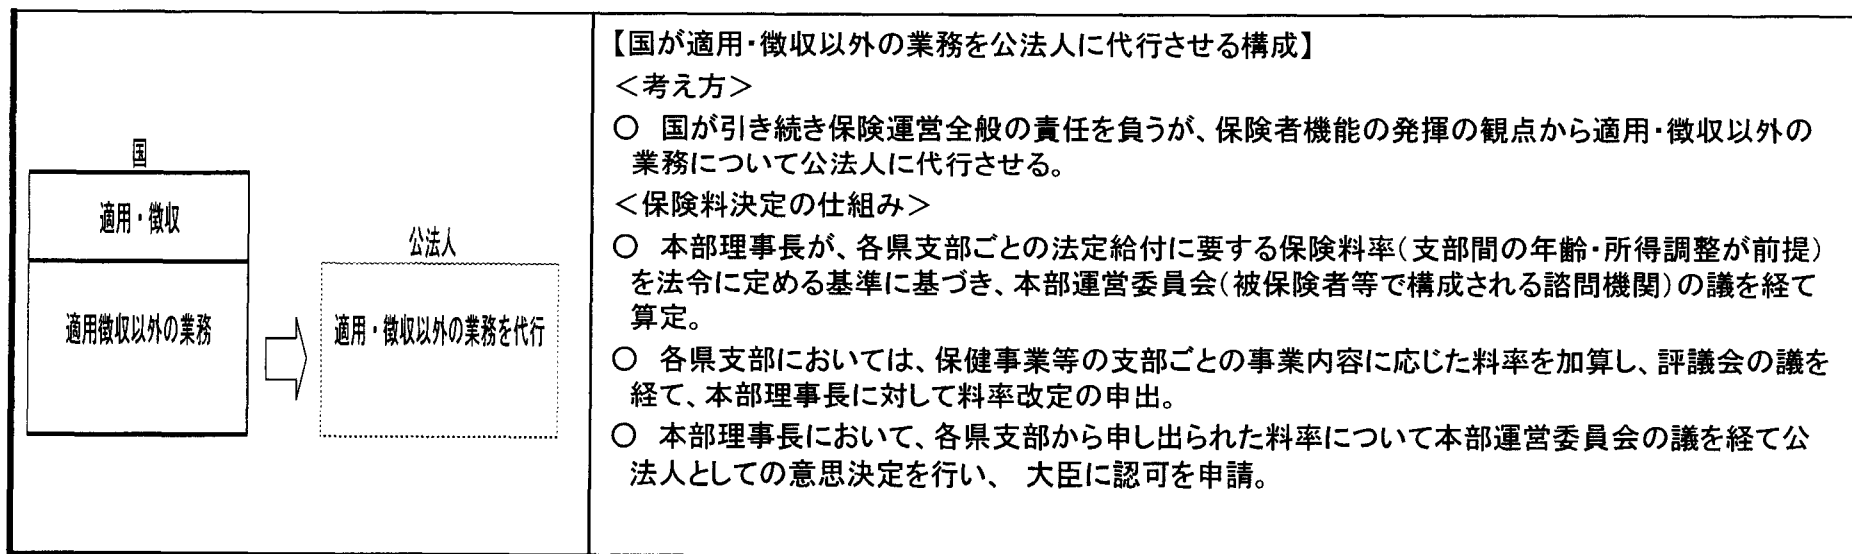 国
適用・徴収
適用徴収以外の業務
公法人
適用・徴収以外の業務を代行
【国が適用・徴収以外の業務を公法人に代行させる構成】
＜考え方＞
○　国が引き続き保険運営全般の責任を負うが、保険者機能の発揮の観点から適用・徴収以外の
業務について公法人に代行させる。
＜保険料決定の仕組み＞
○　本部理事長が、各県支部ごとの法定給付に要する保険料率（支部間の年齢・所得調整が前提）
を法令に定める基準に基づき、本部運営委員会（被保険者等で構成される諮問機関）の議を経て
算定。
○　各県支部においては、保健事業等の支部ごとの事業内容に応じた料率を加算し、評議会の議を
経て、本部理事長に対して料率改定の申出。
○　本部理事長において、各県支部から申し出られた料率について本部運営委員会の議を経て公
法人としての意思決定を行い、　大臣に認可を申請。